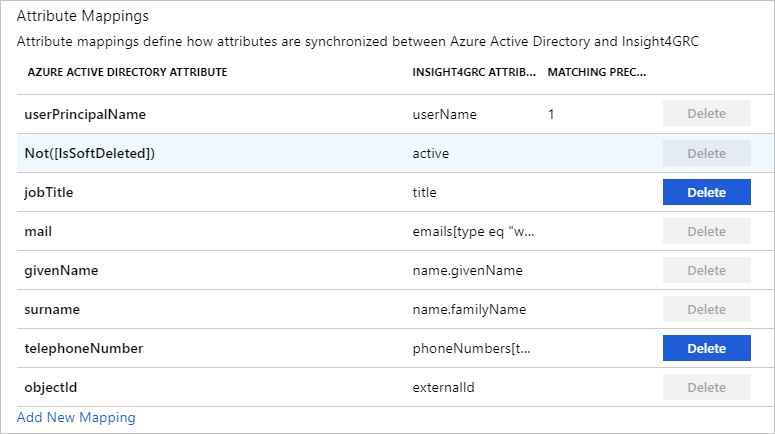 Attribute Mappings
Attribute mappings define how attributes are synchronized between Azure Active Directory and Insight4GRC
AZURE ACTIVE DIRECTORY ATTRIBUTE INSIGHT4GRC ATTRIB... MATCHING PREC...
userPrincipalName userName 1 Delete
Not([IsSoftDeleted]) active Delete
jobTitle title Delete
mail emails[type eq "w... Delete
givenName name.givenName Delete
surname name.familyName Delete
telephoneNumber phoneNumbers[t... Delete
objectId externalId Delete
Add New Mapping